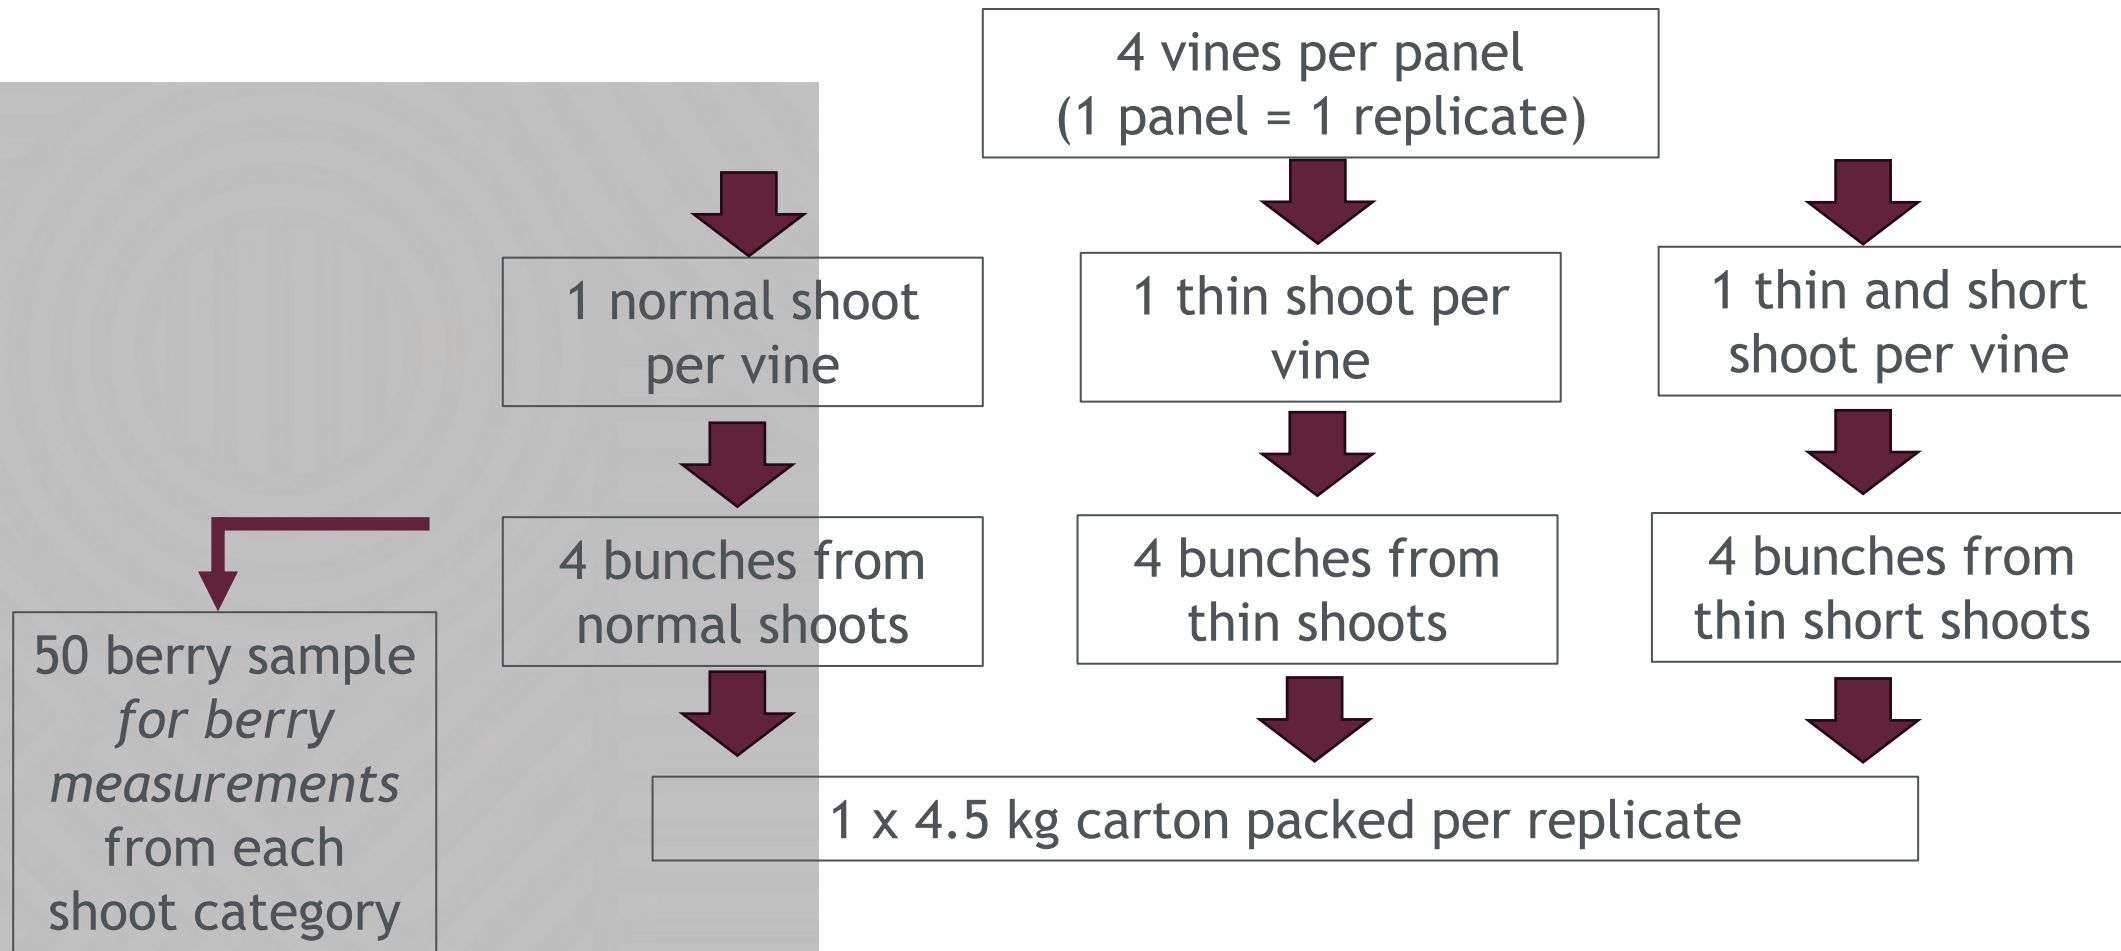 4 vines per panel
(1 panel = 1 replicate)
1 normal shoot
per vine
1 thin shoot per
vine
1 thin and short
shoot per vine
4 bunches from
normal shoots
4 bunches from
thin shoots
4 bunches from
thin short shoots
50 berry sample
for berry
measurements
from each
shoot category
1 x 4.5 kg carton packed per replicate